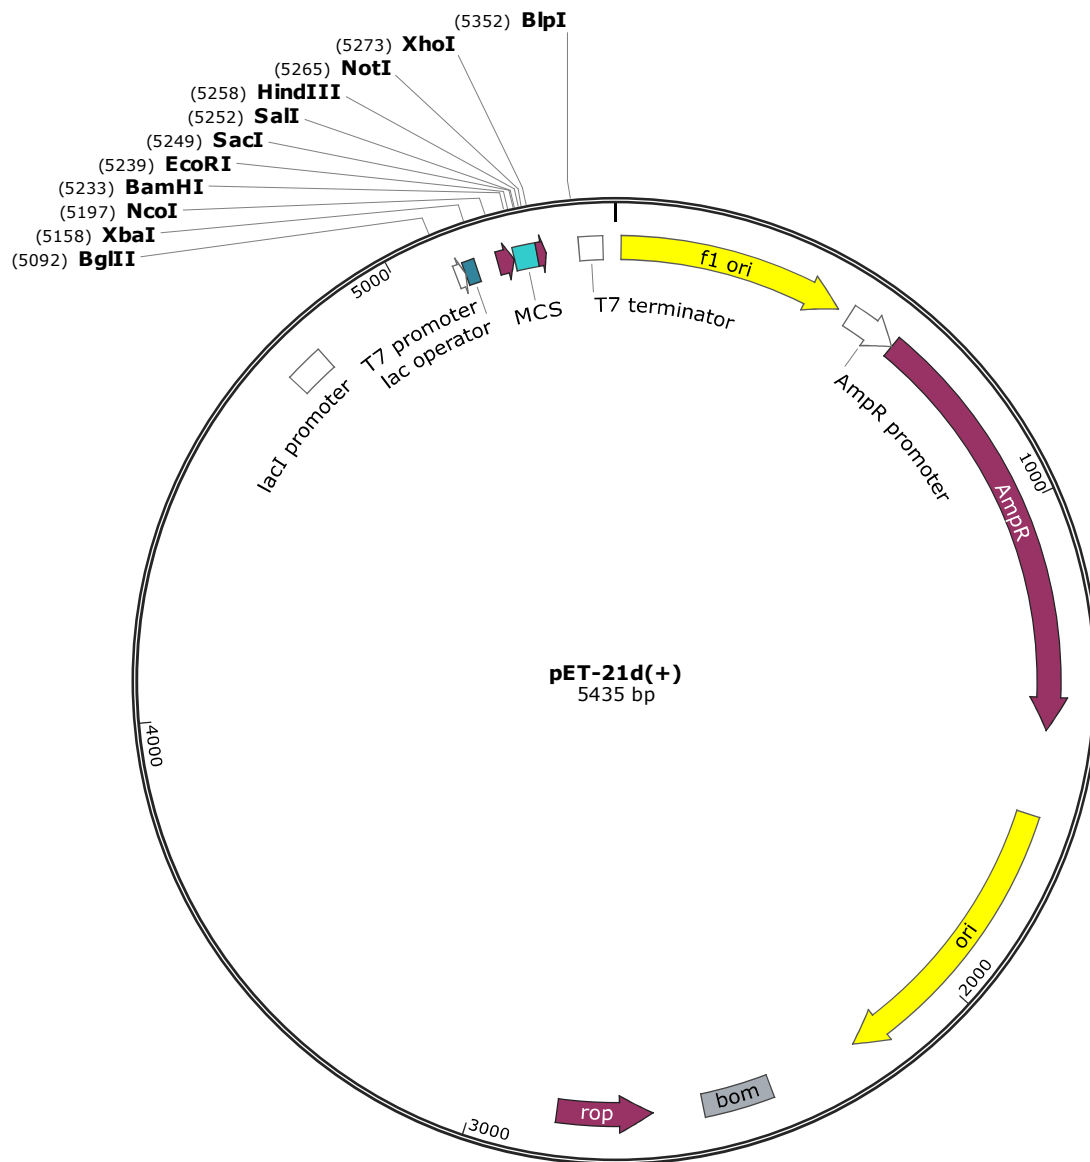 (5352) BlpI
(5273) XhoI
(5265) NotI
(5258) HindIII
(5252) SalI
(5249) SacI
(5239) EcoRI
(5233) BamHI
(5197) NcoI
(5158) XbaI
(5092) BglII
5000
f1 ori
T7 terminator
MCS
T7 promoter
lac operator
lacI promoter
AmpR promoter
1000
AmpR
pET-21d(+)
5435 bp
4000
ori
2000
bom
rop
3000